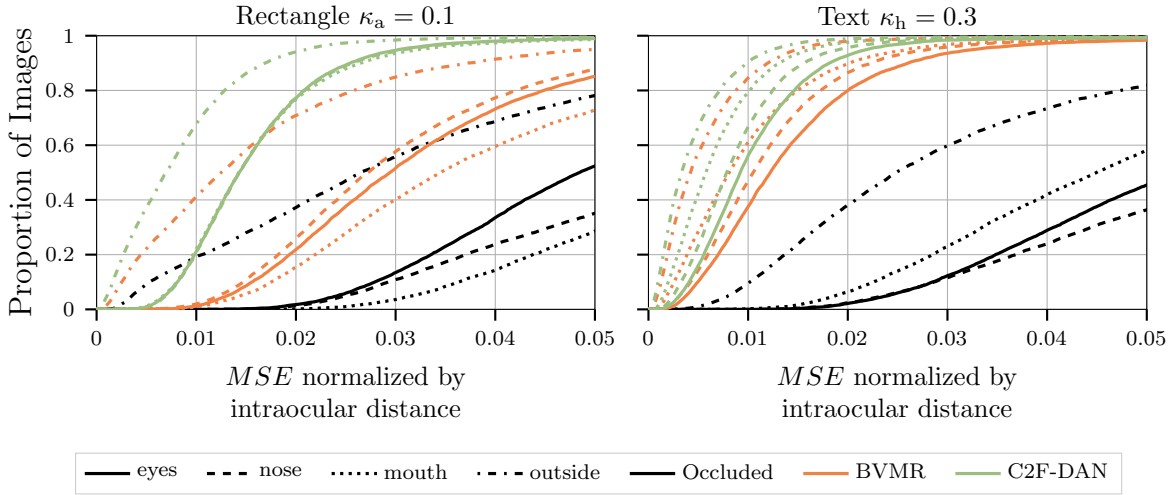 Rectangle κₐ = 0.1
Text κₕ = 0.3
Proportion of Images
1
0.8
0.6
0.4
0.2
0
0 0.01 0.02 0.03 0.04 0.05
0 0.01 0.02 0.03 0.04 0.05
MSE normalized by
intraocular distance
MSE normalized by
intraocular distance
eyes nose mouth outside Occluded BVMR C2F-DAN